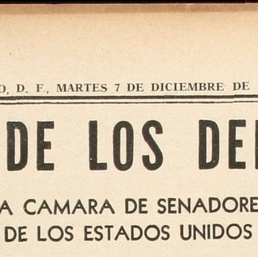 O, D. F., MARTES 7 DE DICIEMBRE DE
DE LOS DE
A CAMARA DE SENADORE
DE LOS ESTADOS UNIDOS